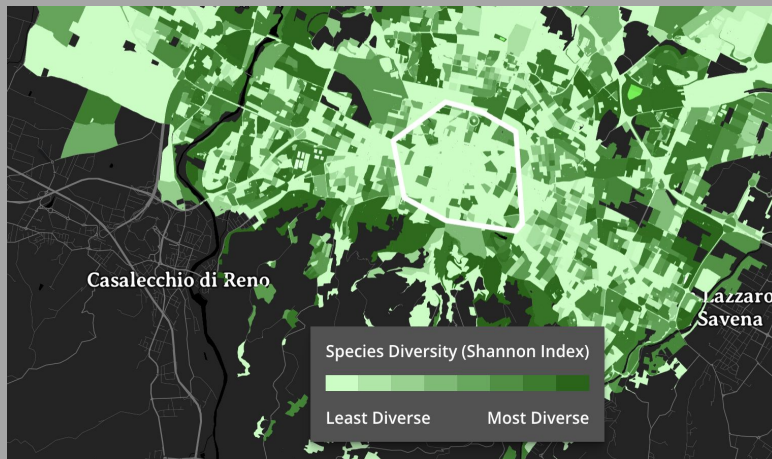 Casalecchio di Reno
Lazzaro
Savena
Species Diversity (Shannon Index)
Least Diverse Most Diverse